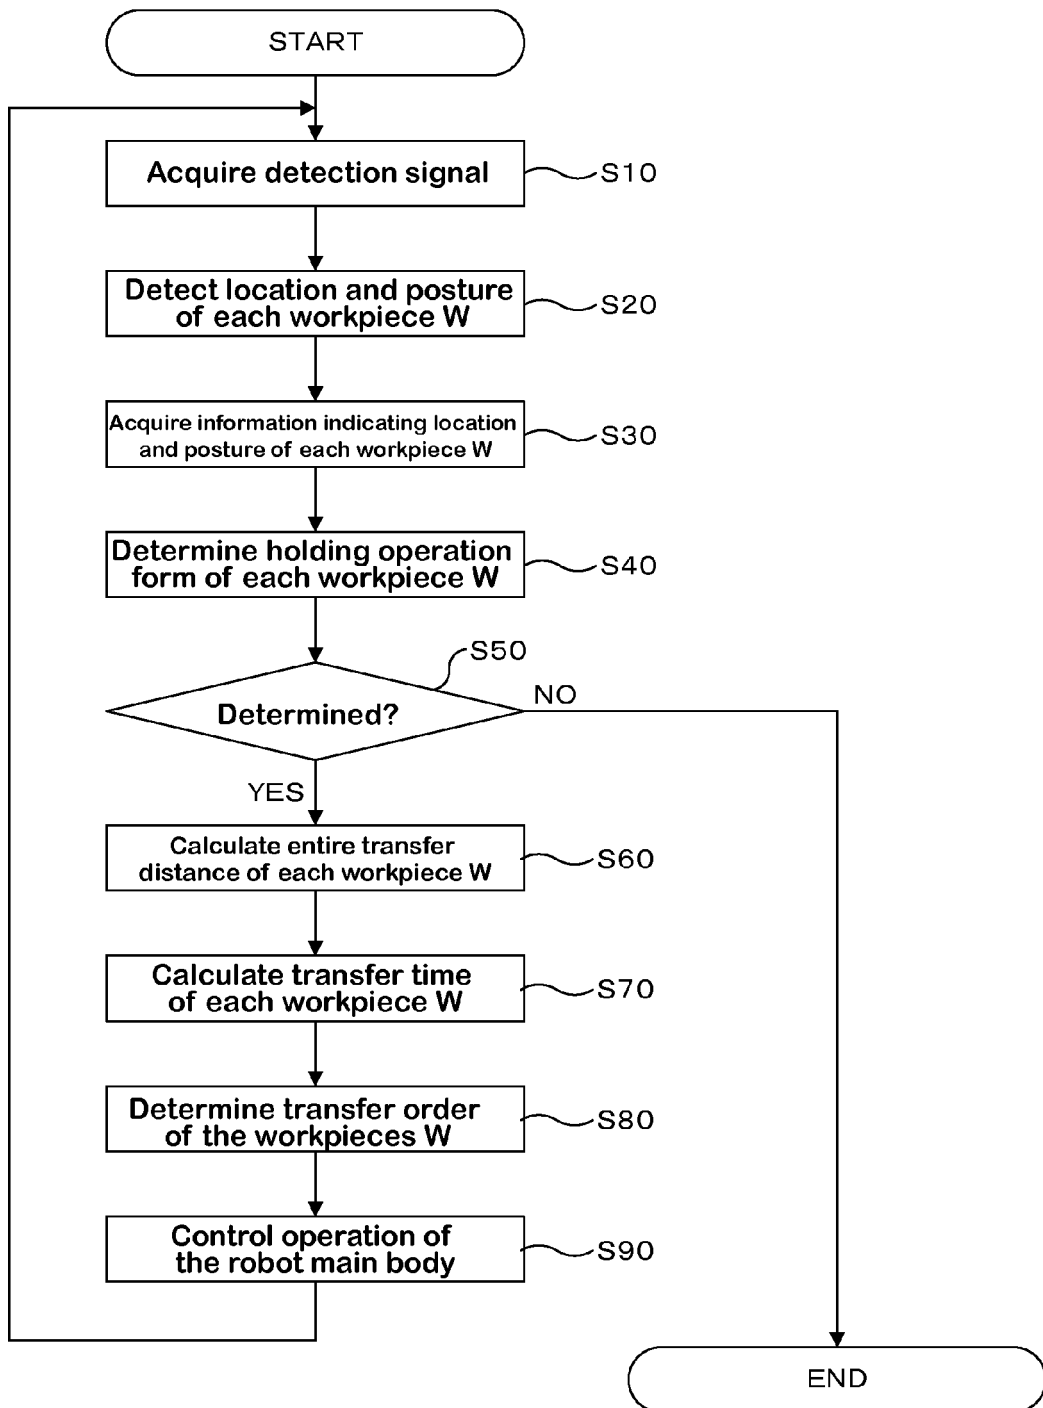 START
Acquire detection signal
S10
Detect location and posture
of each workpiece W
S20
Acquire information indicating location
and posture of each workpiece W
S30
Determine holding operation
form of each workpiece W
S40
S50
Determined?
NO
YES
Calculate entire transfer
distance of each workpiece W
S60
Calculate transfer time
of each workpiece W
S70
Determine transfer order
of the workpieces W
S80
Control operation of
the robot main body
S90
END